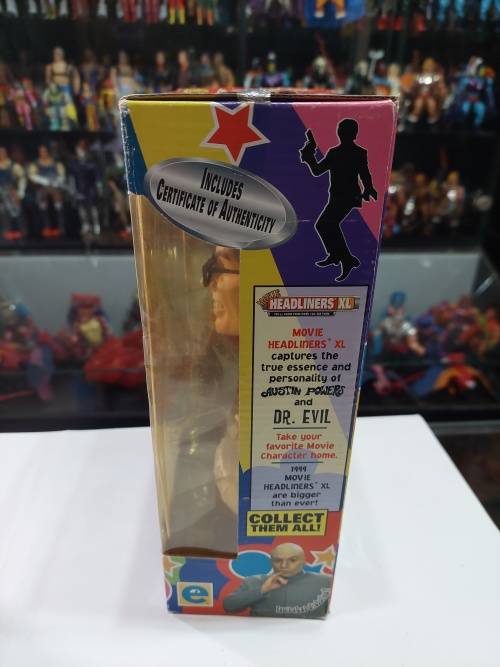 INCLUDES
CERTIFICATE OF AUTHENTICITY
HEADLINERS XL
MOVIE
HEADLINERS XL
captures the
true essence and
personality of
AUSTIN POWERS
and
DR. EVIL
Take your
favorite Movie
Character home.
1999
MOVIE
HEADLINERS XL
are bigger
than ever!
COLLECT
THEM ALL!
e